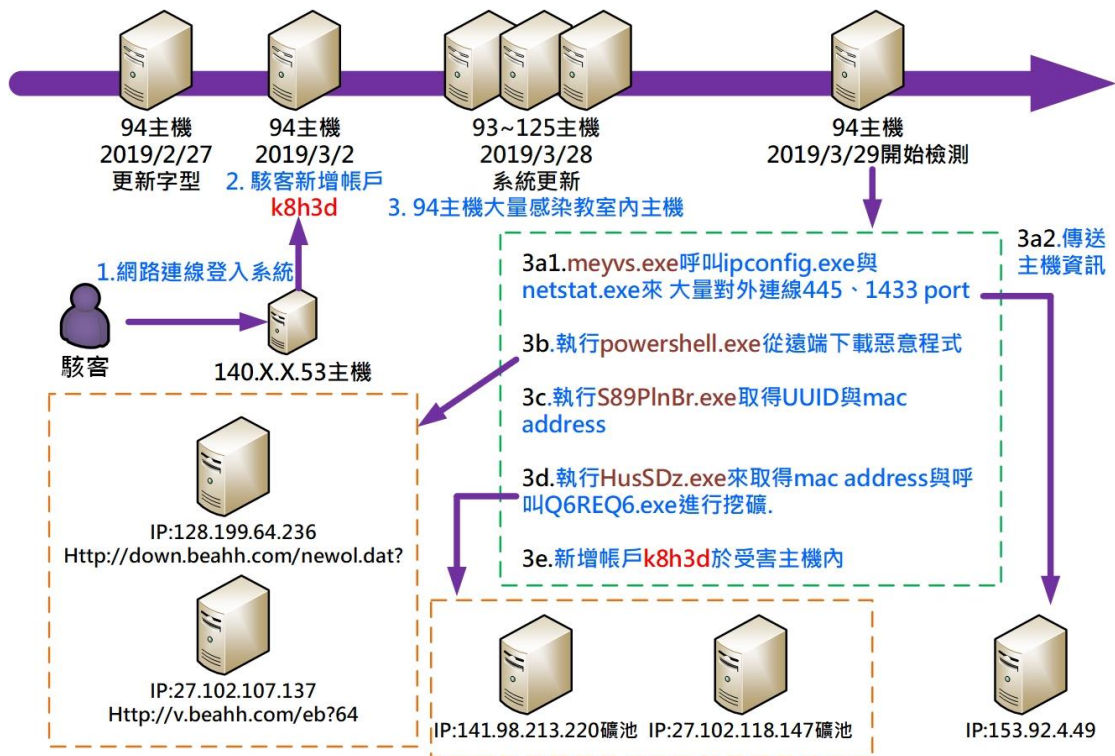 94主機
2019/2/27
更新字型
94主機
2019/3/2
2. 駭客新增帳戶
k8h3d
93~125主機
2019/3/28
系統更新
3. 94主機大量感染教室內主機
94主機
2019/3/29開始檢測
1.網路連線登入系統
駭客
140.X.X.53主機
3a1.meyvs.exe呼叫ipconfig.exe與
netstat.exe來 大量對外連線445、1433 port
3b.執行powershell.exe從遠端下載惡意程式
3c.執行S89PlnBr.exe取得UUID與mac
address
3d.執行HusSDz.exe來取得mac address與呼
叫Q6REQ6.exe進行挖礦.
3e.新增帳戶k8h3d於受害主機內
3a2.傳送
主機資訊
IP:128.199.64.236
Http://down.beahh.com/newol.dat?
IP:27.102.107.137
Http://v.beahh.com/eb?64
IP:141.98.213.220礦池
IP:27.102.118.147礦池
IP:153.92.4.49